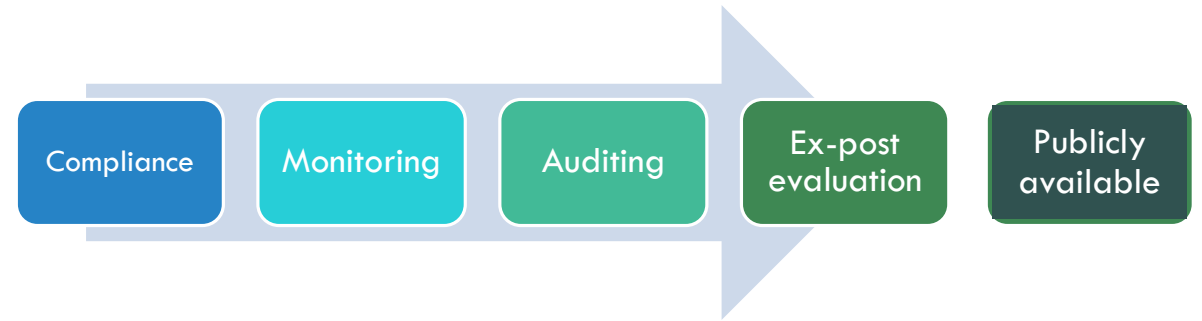 Compliance
Monitoring
Auditing
Ex-post
evaluation
Publicly
available